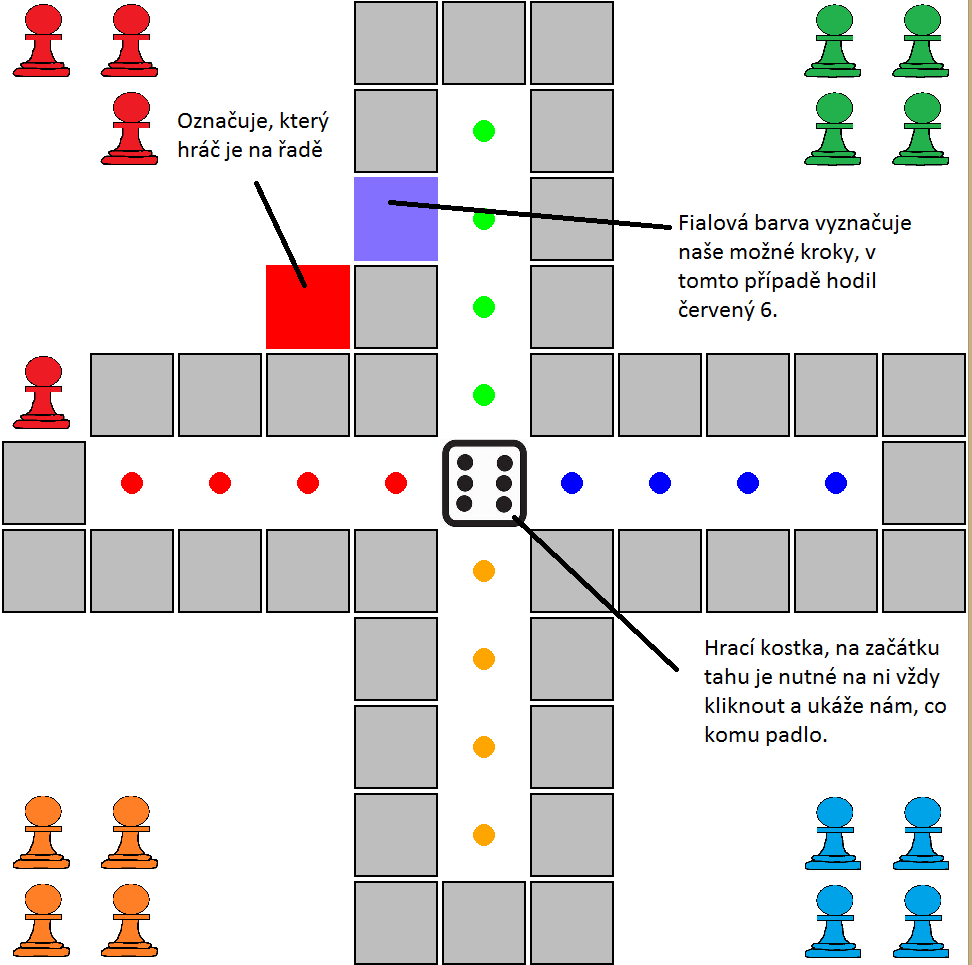 Označuje, který
hráč je na řadě
Fialová barva vyznačuje
naše možné kroky, v
tomto případě hodil
červený 6.
Hrací kostka, na začátku
tahu je nutné na ni vždy
kliknout a ukáže nám, co
komu padlo.